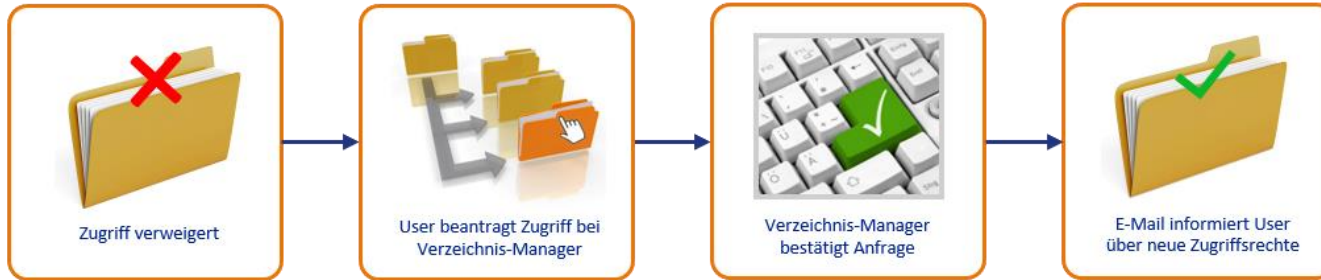 Zugriff verweigert
User beantragt Zugriff bei
Verzeichnis-Manager
Verzeichnis-Manager
bestätigt Anfrage
E-Mail informiert User
über neue Zugriffsrechte
Ü
Ö
Ä